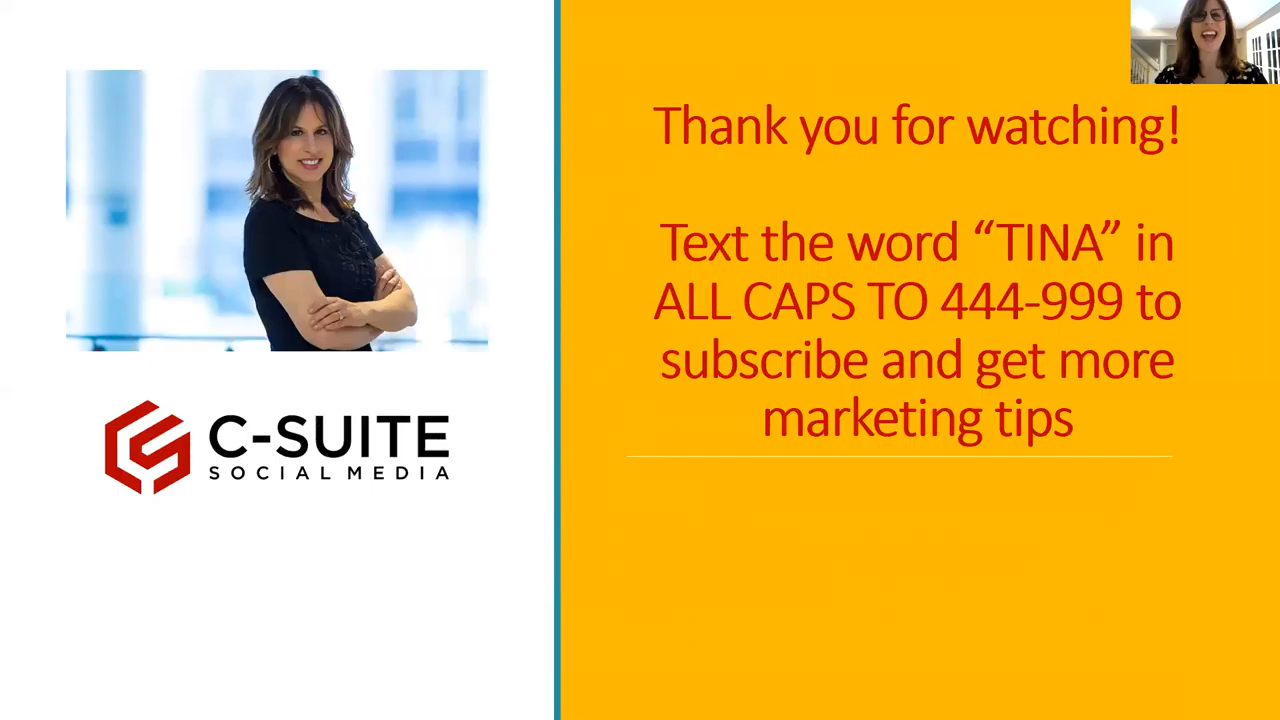 Thank you for watching!
Text the word “TINA” in
ALL CAPS TO 444-999 to
subscribe and get more
marketing tips
C-SUITE
SOCIAL MEDIA